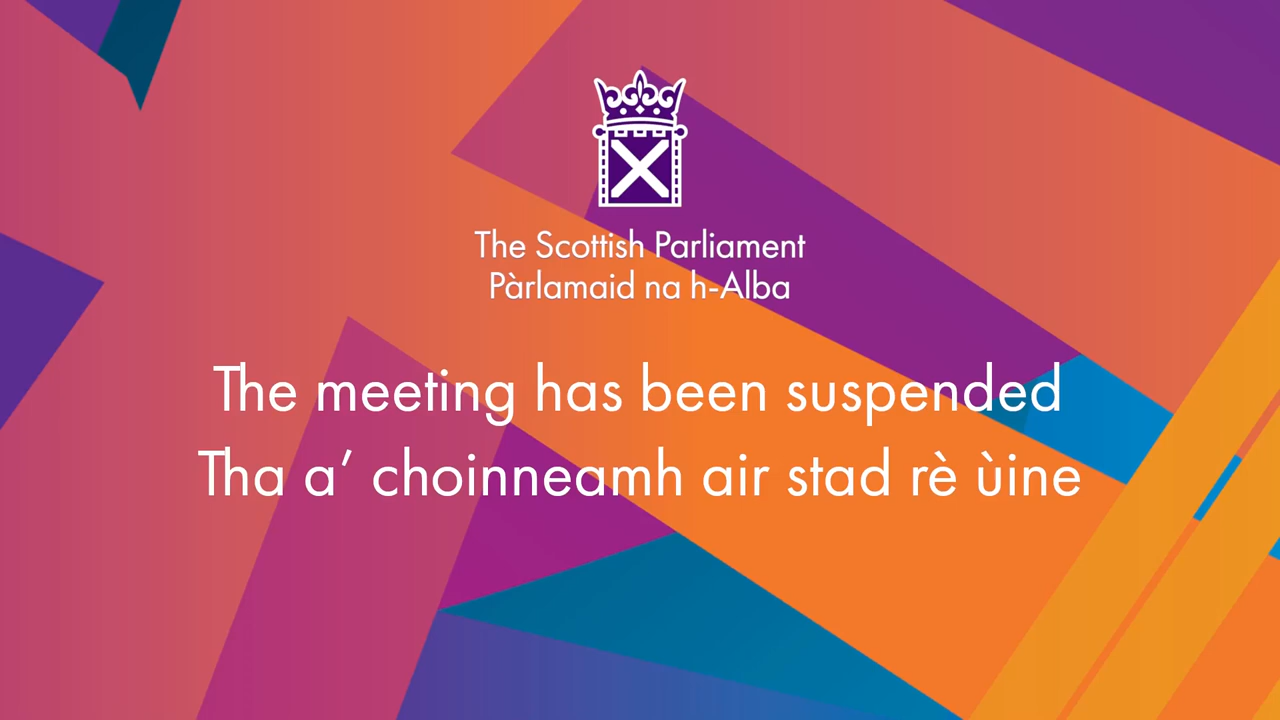 The Scottish Parliament
Pàrlamaid na h-Alba
The meeting has been suspended
Tha a’ choinneamh air stad rè ùine